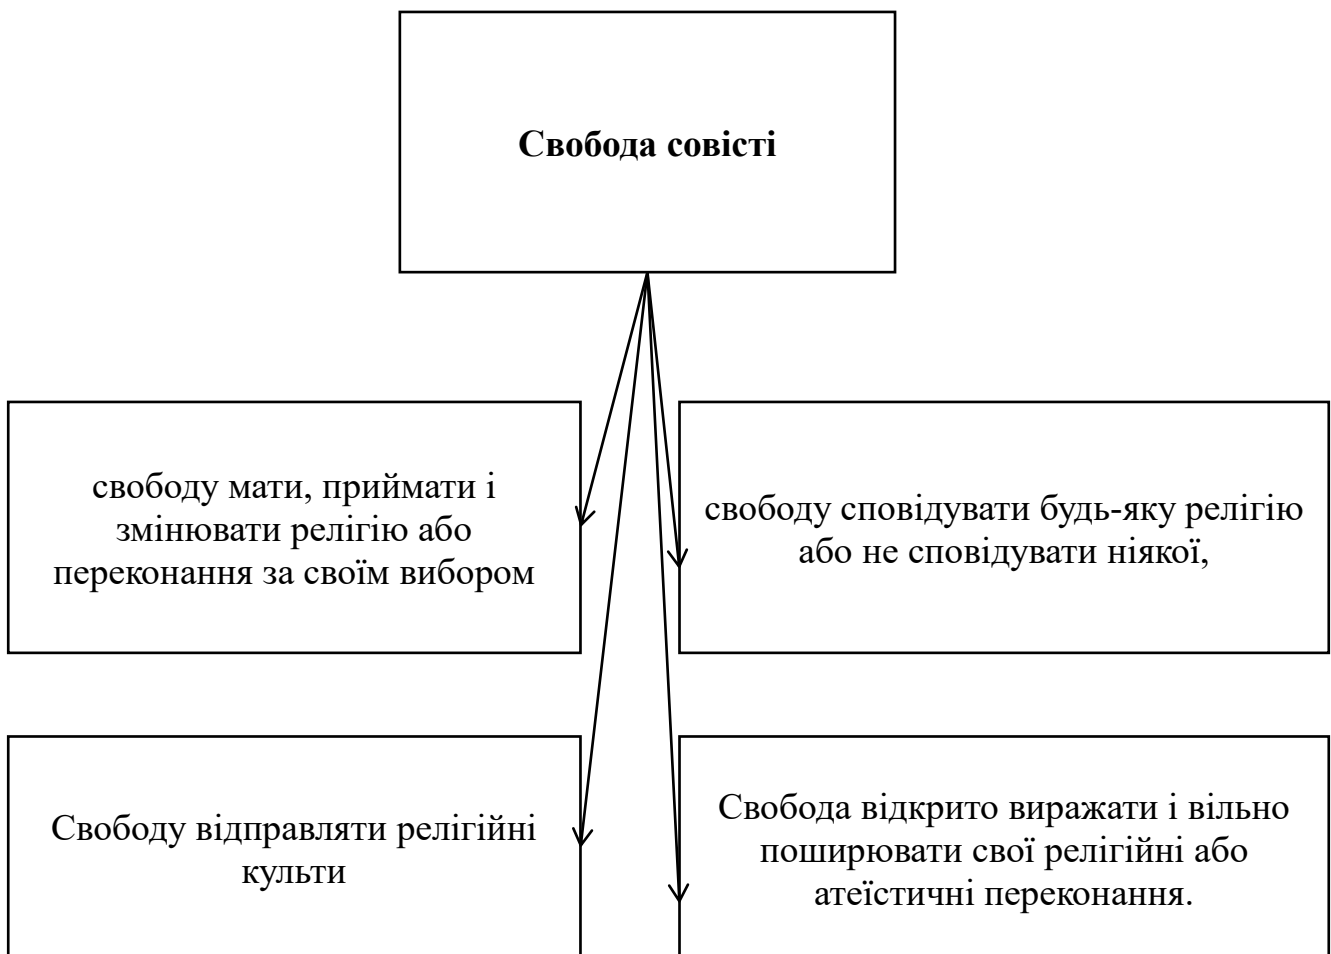 Свобода совісті
свободу мати, приймати і
змінювати релігію або
переконання за своїм вибором
свободу сповідувати будь-яку релігію
або не сповідувати ніякої,
Свободу відправляти релігійні
культи
Свобода відкрито виражати і вільно
поширювати свої релігійні або
атеїстичні переконання.